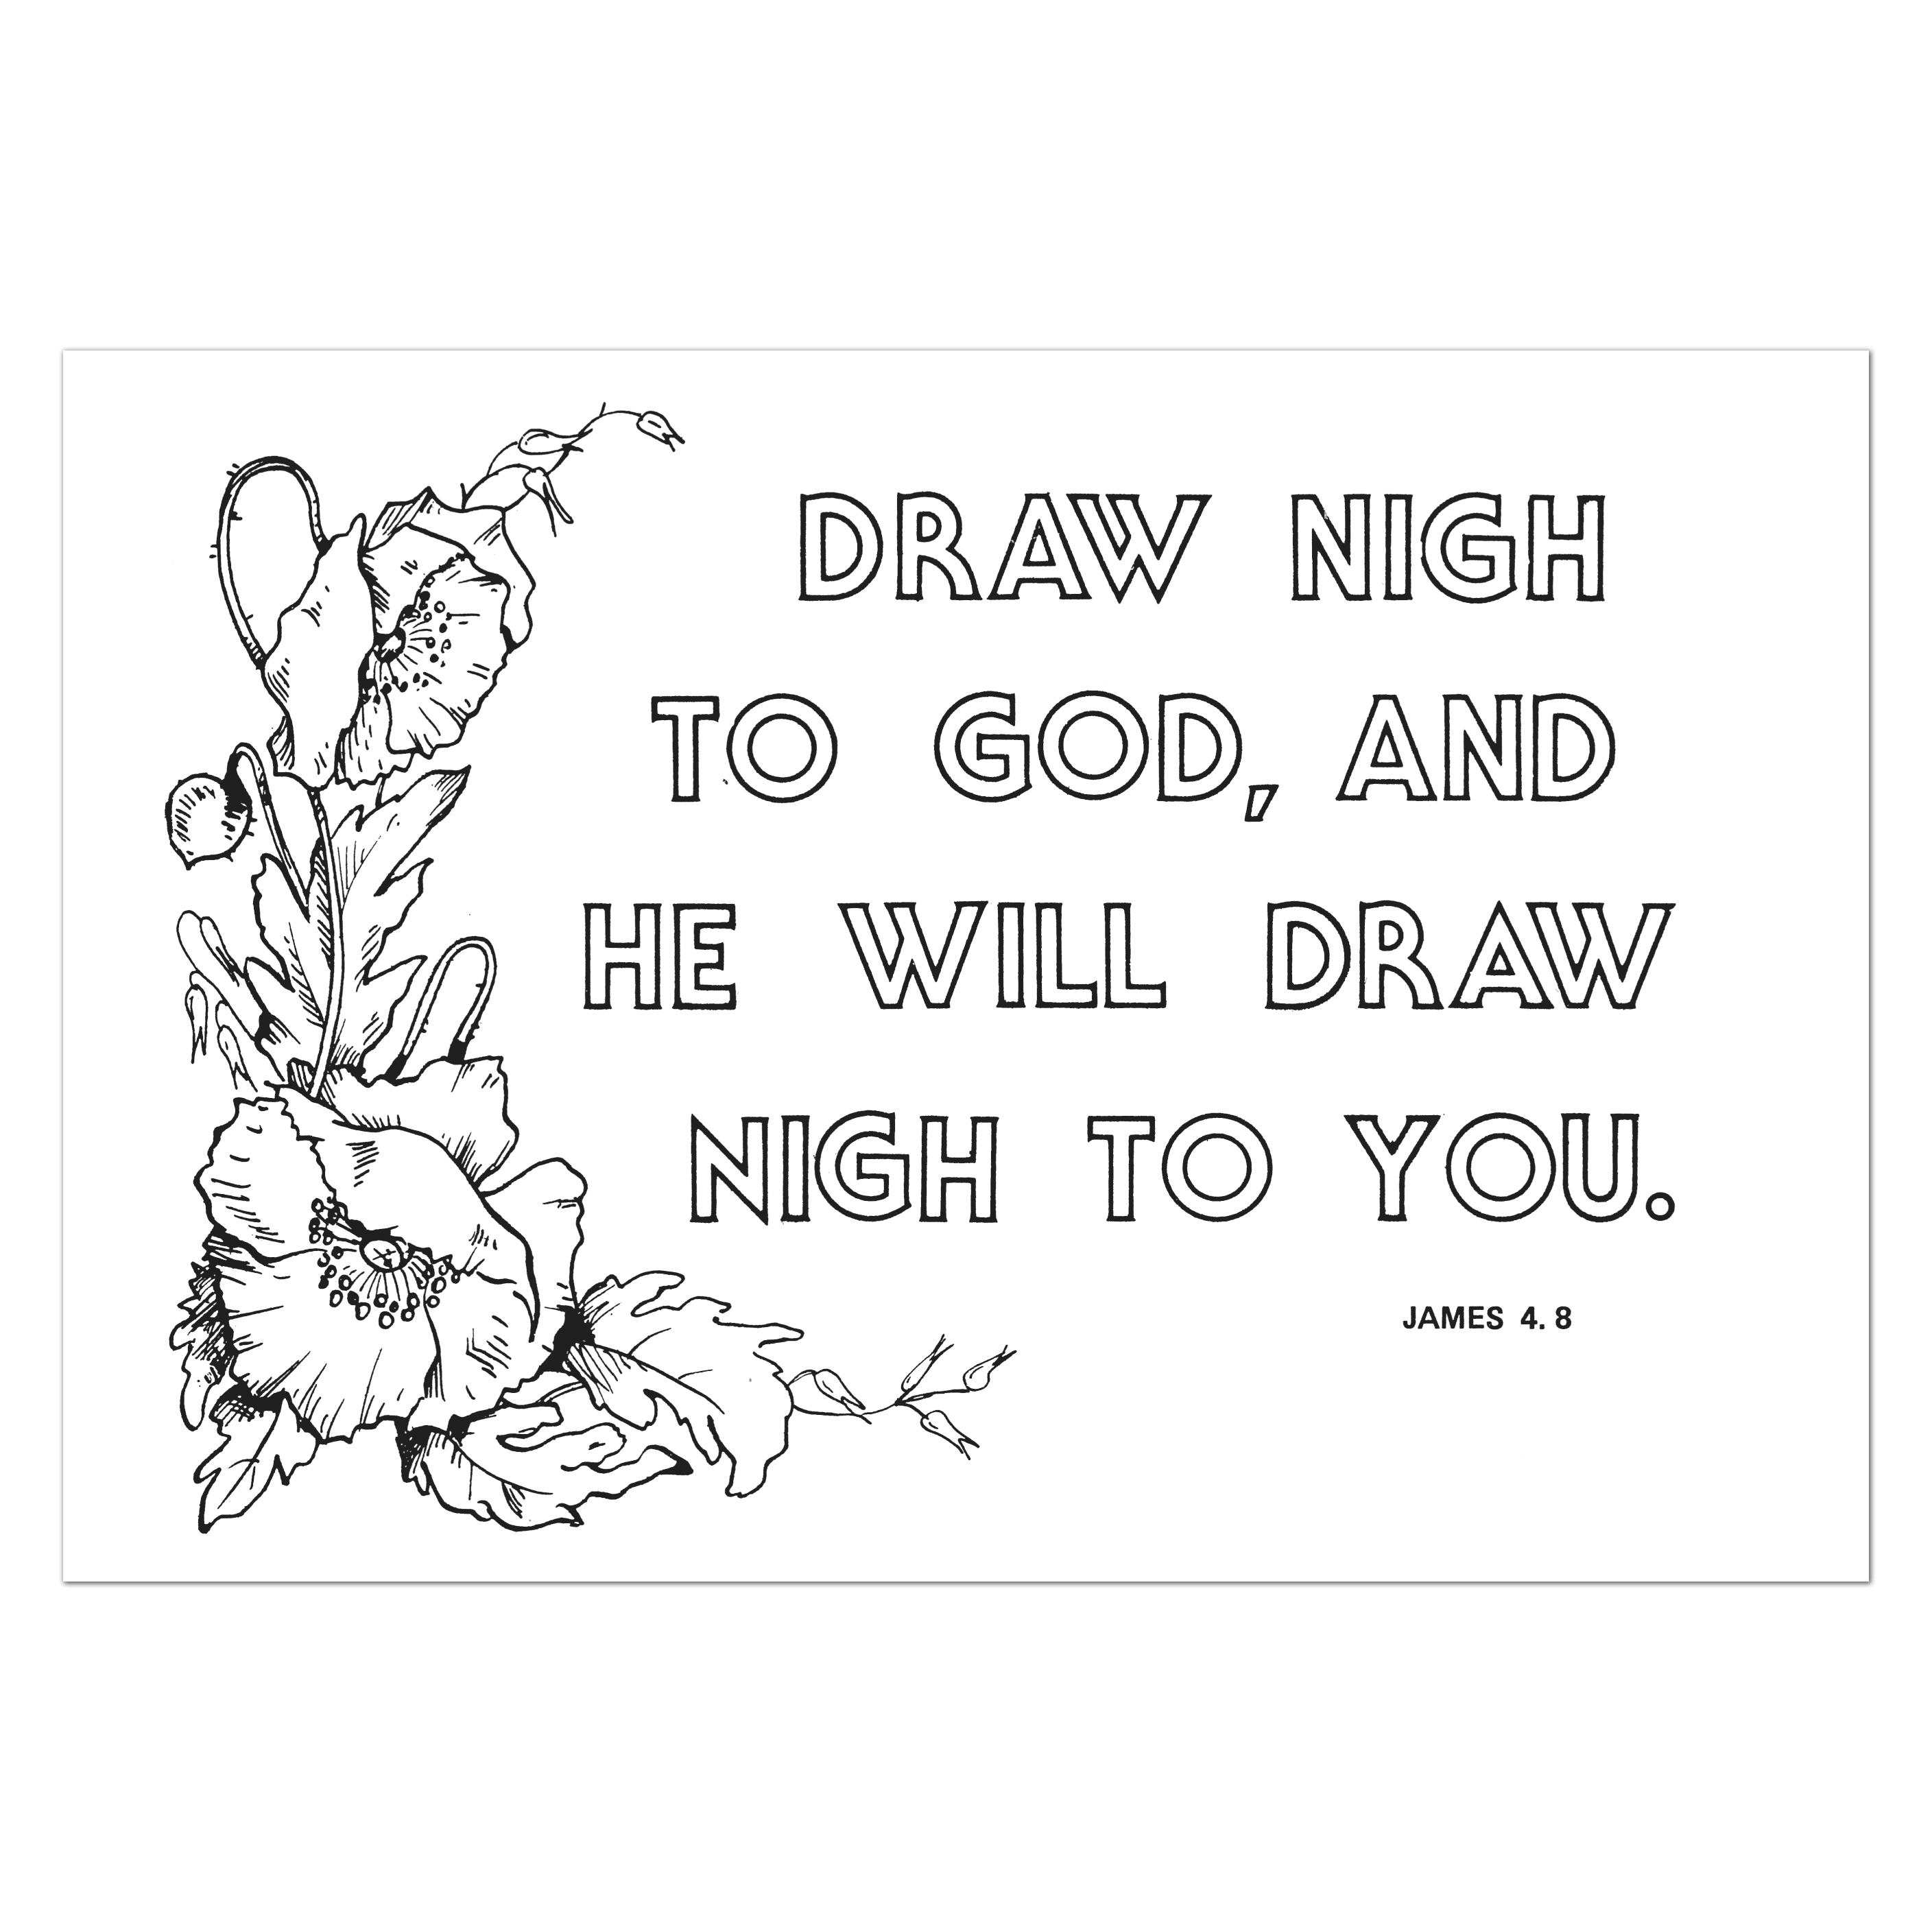 DRAW NIGH
TO GOD, AND
HE WILL DRAW
NIGH TO YOU.
JAMES 4. 8